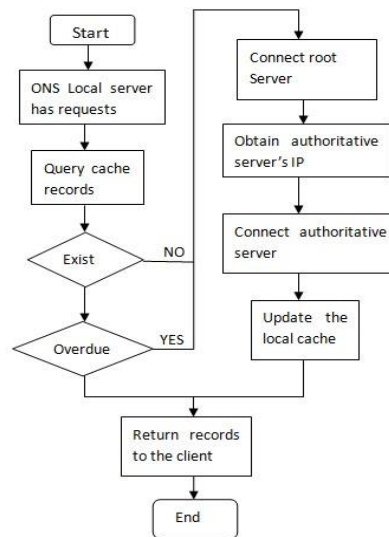 Start
ONS Local server
has requests
Query cache
records
Exist
NO
Overdue
YES
Connect root
Server
Obtain authoritative
server's IP
Connect authoritative
server
Update the
local cache
Return records
to the client
End